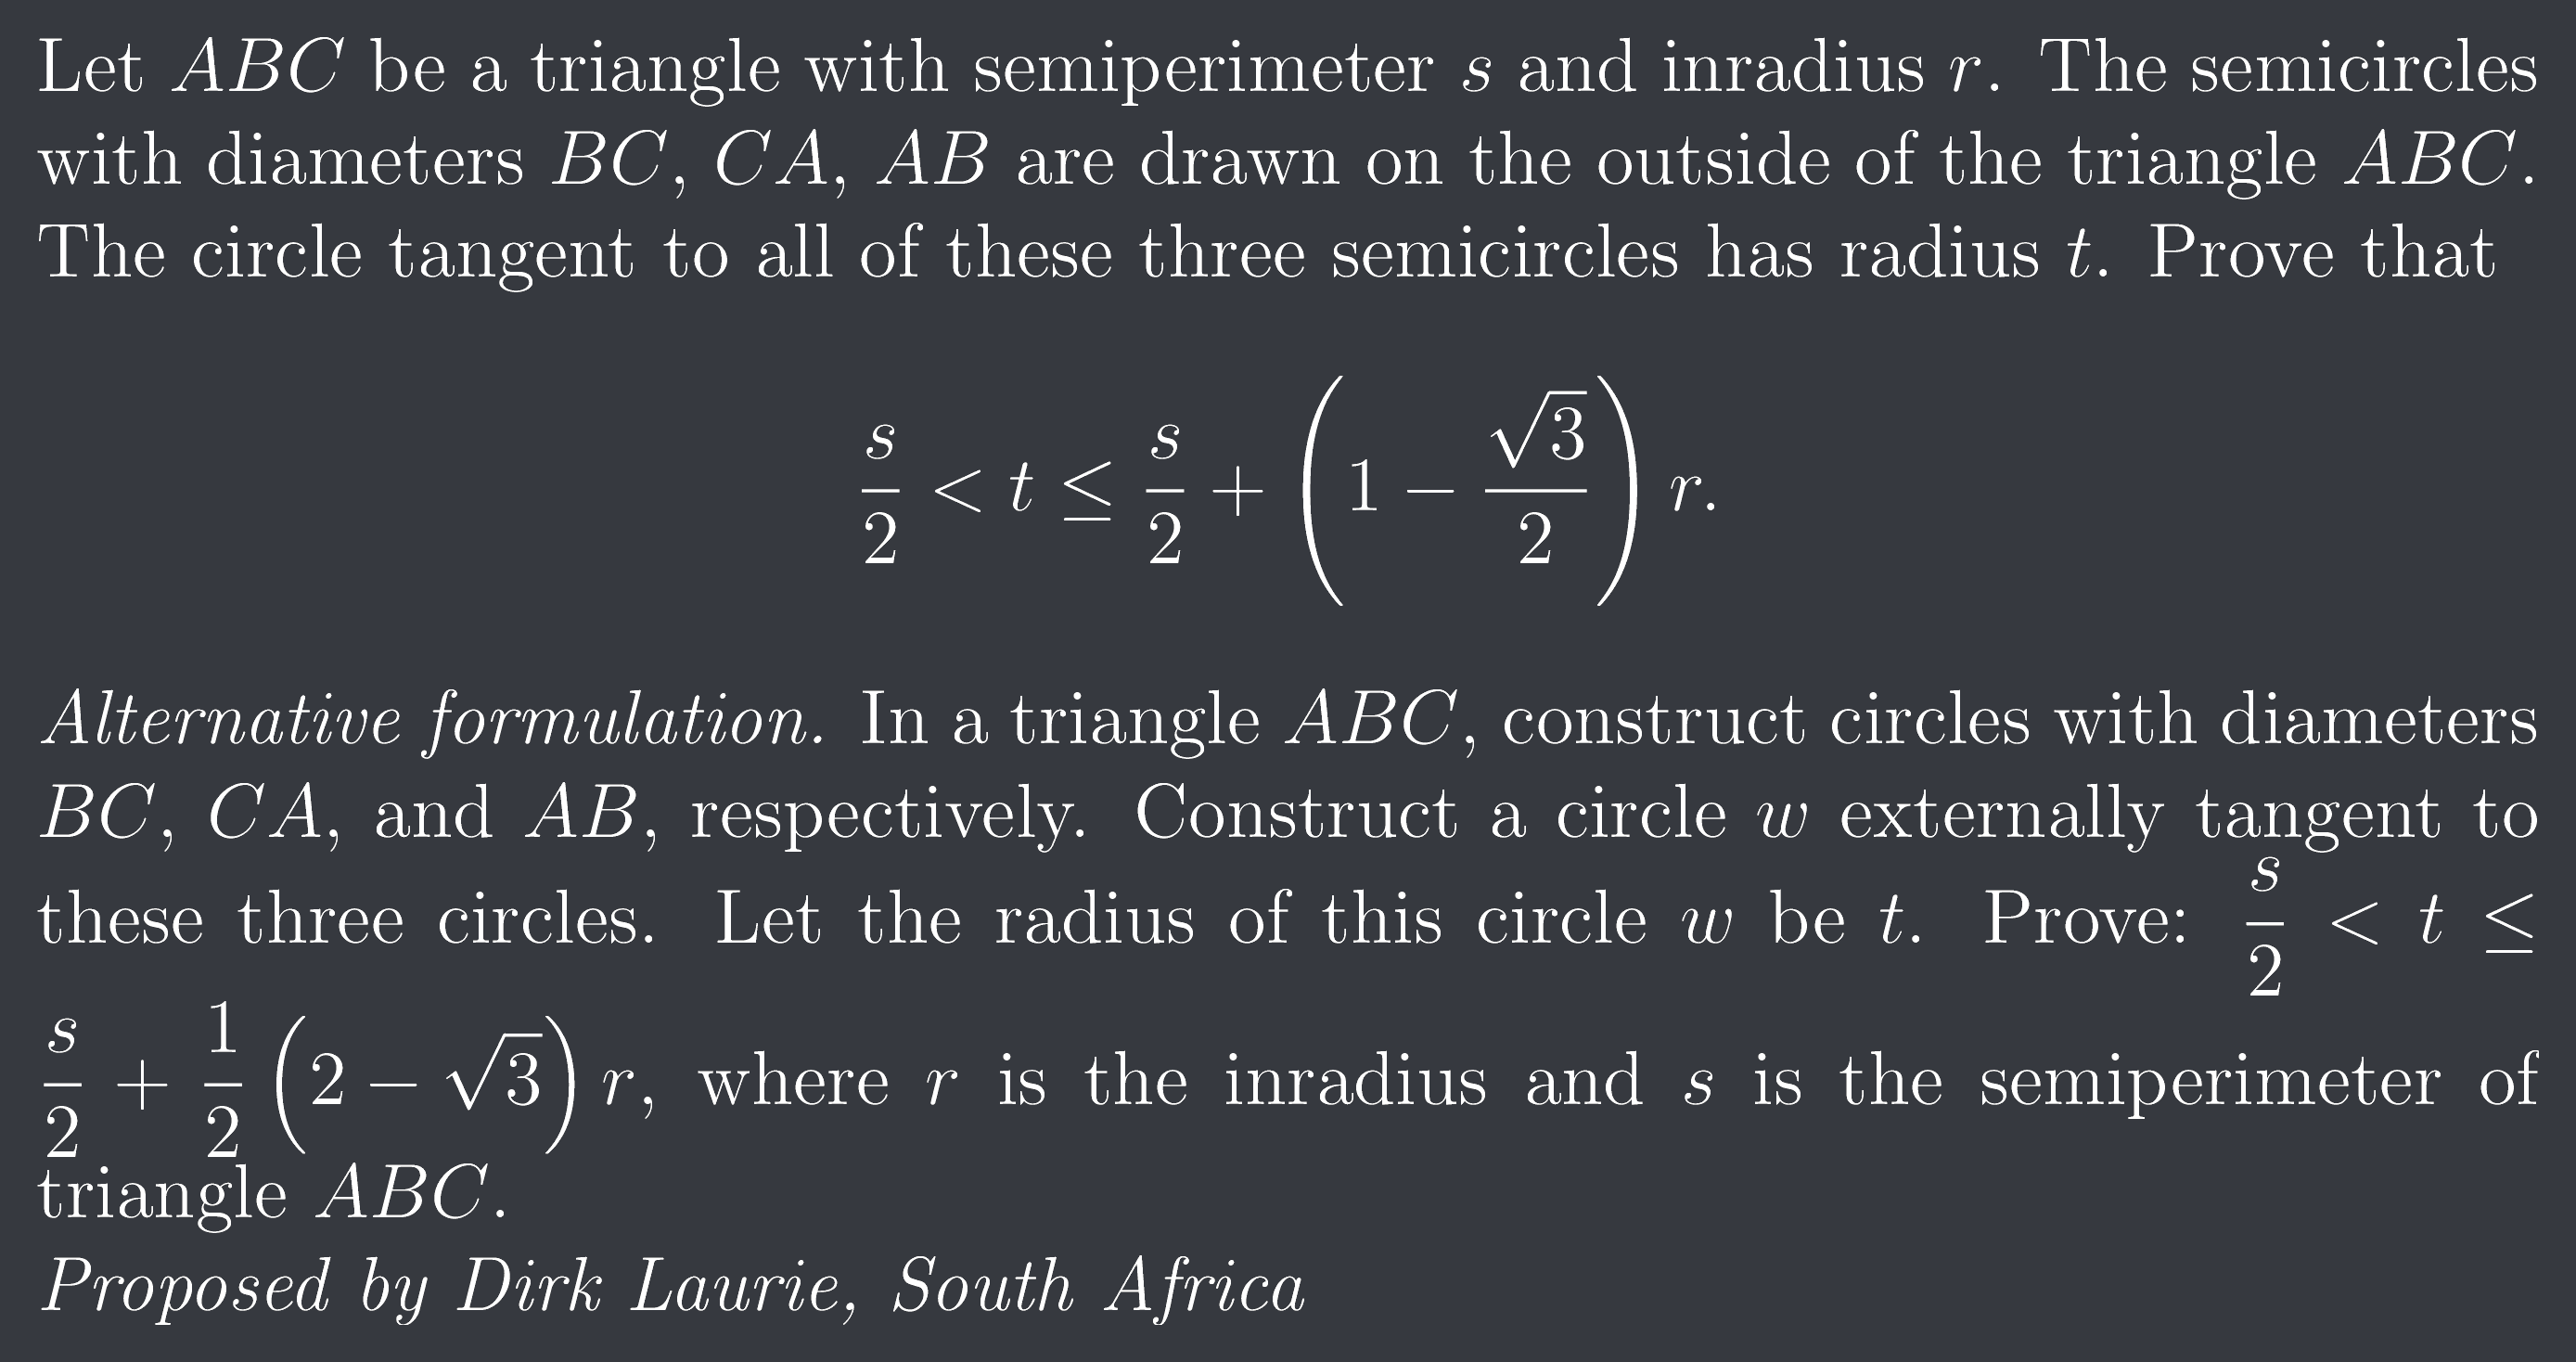 Let ABC be a triangle with semiperimeter s and inradius r. The semicircles
with diameters BC, CA, AB are drawn on the outside of the triangle ABC.
The circle tangent to all of these three semicircles has radius t. Prove that
$$\frac{s}{2} < t \leq \frac{s}{2} + \left(1 - \frac{\sqrt{3}}{2}\right) r.$$
Alternative formulation. In a triangle ABC, construct circles with diameters
BC, CA, and AB, respectively. Construct a circle w externally tangent to
these three circles. Let the radius of this circle w be t. Prove: $\frac{s}{2} < t \leq$
$\frac{s}{2} + \frac{1}{2}\left(2 - \sqrt{3}\right) r$, where r is the inradius and s is the semiperimeter of
triangle ABC.
Proposed by Dirk Laurie, South Africa